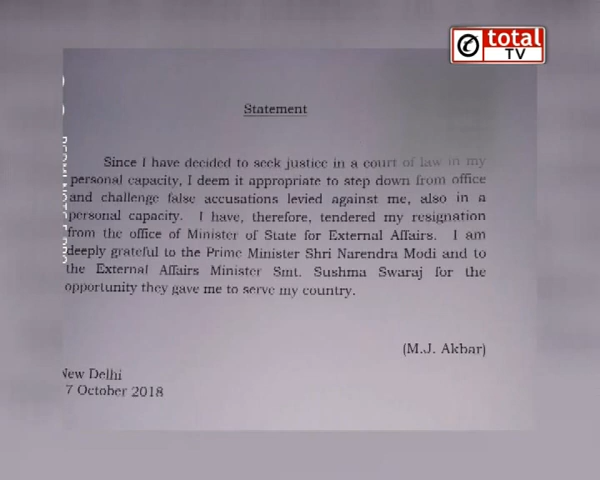 total
TV
Statement
Since I have decided to seek justice in a court of law in my
personal capacity, I deem it appropriate to step down from office
and challenge false accusations levied against me, also in a
personal capacity. I have, therefore, tendered my resignation
from the office of Minister of State for External Affairs. I am
deeply grateful to the Prime Minister Shri Narendra Modi and to
the External Affairs Minister Smt. Sushma Swaraj for the
opportunity they gave me to serve my country.
(M.J. Akbar)
New Delhi
7 October 2018